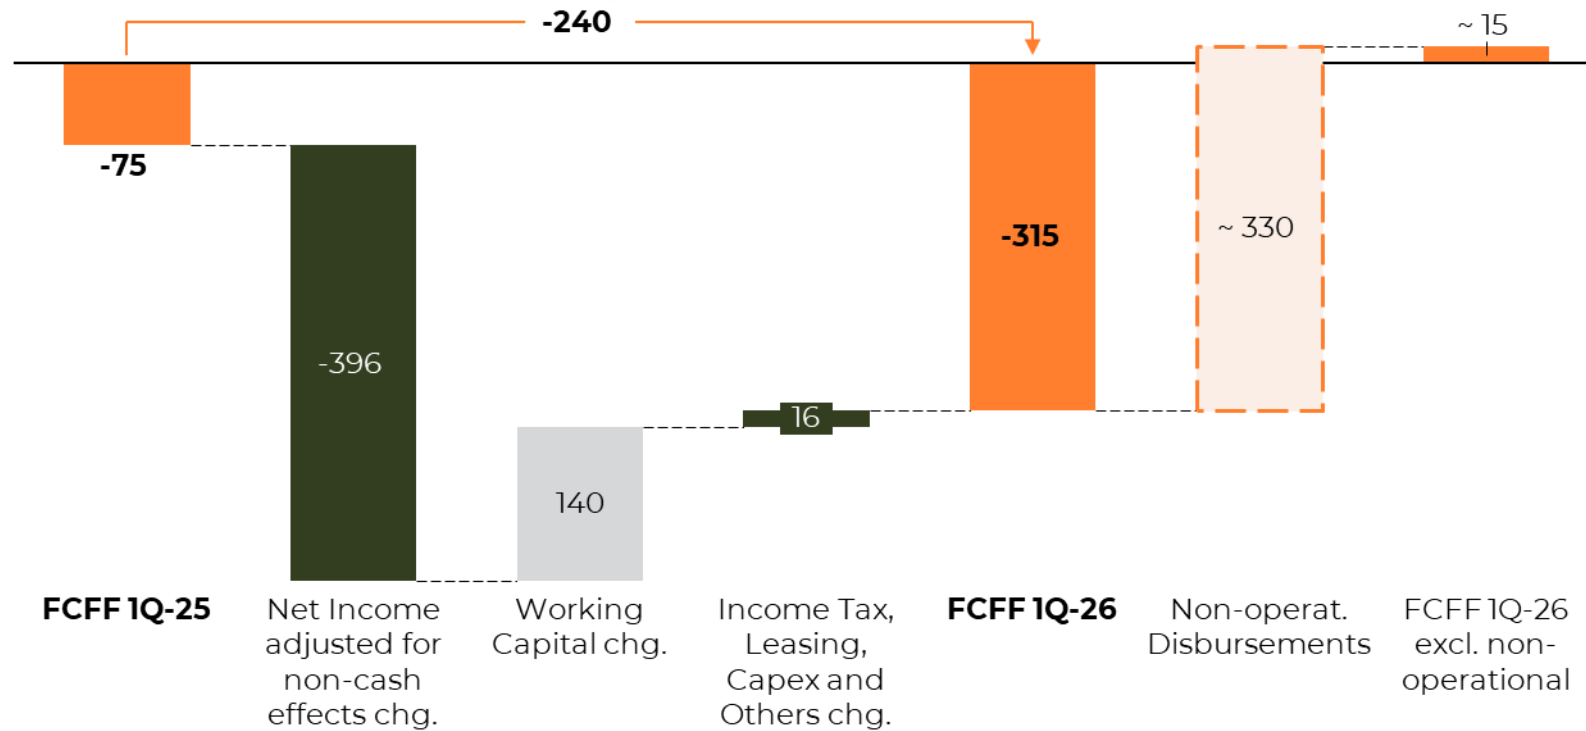 -240
~ 15
-75
-396
140
16
-315
~ 330
FCFF 1Q-25
Net Income
adjusted for
non-cash
effects chg.
Working
Capital chg.
Income Tax,
Leasing,
Capex and
Others chg.
FCFF 1Q-26
Non-operat.
Disbursements
FCFF 1Q-26
excl. non-
operational